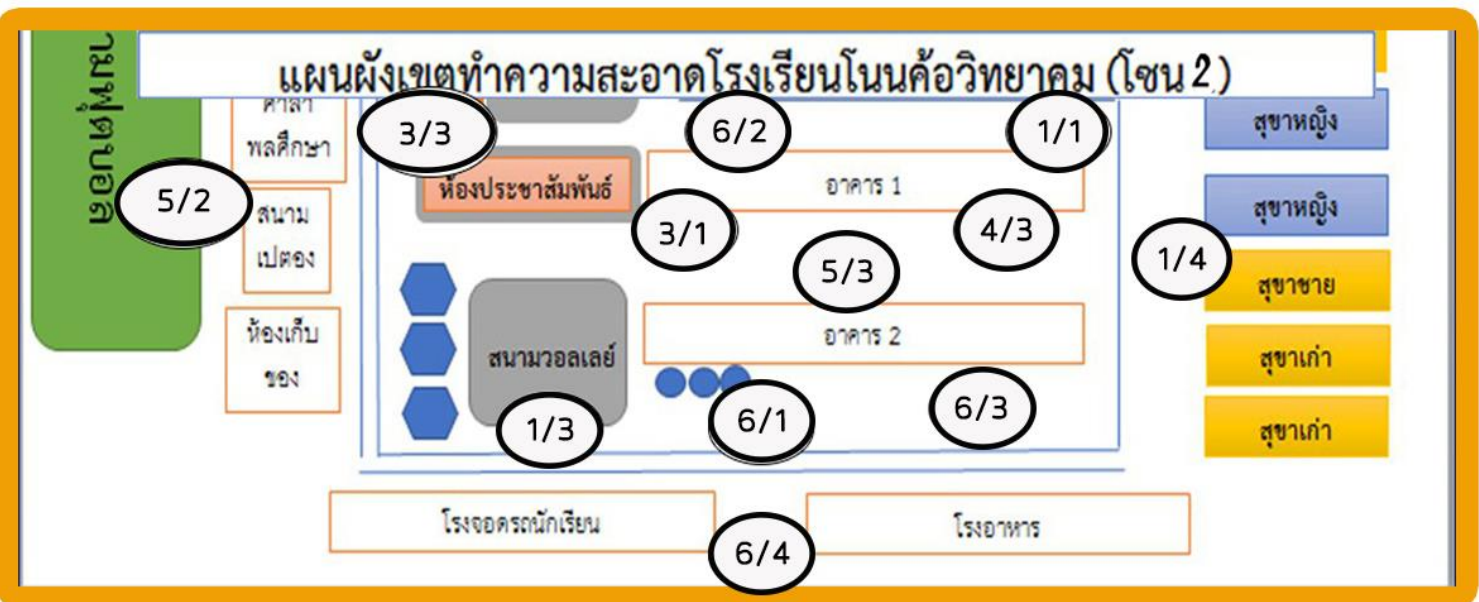 แผนผังเขตทำความสะอาดโรงเรียนโนนค้อวิทยาคม (โซน 2)
ามฟุตบอล
ศาลา
พลศึกษา
3/3
6/2
1/1
สุขาหญิง
ห้องประชาสัมพันธ์
อาคาร 1
5/2
สนาม
เปตอง
3/1
4/3
สุขาหญิง
5/3
1/4
สุขาชาย
ห้องเก็บ
ของ
สนามวอลเลย์
อาคาร 2
สุขาเก่า
1/3
6/1
6/3
สุขาเก่า
โรงจอดรถนักเรียน
6/4
โรงอาหาร